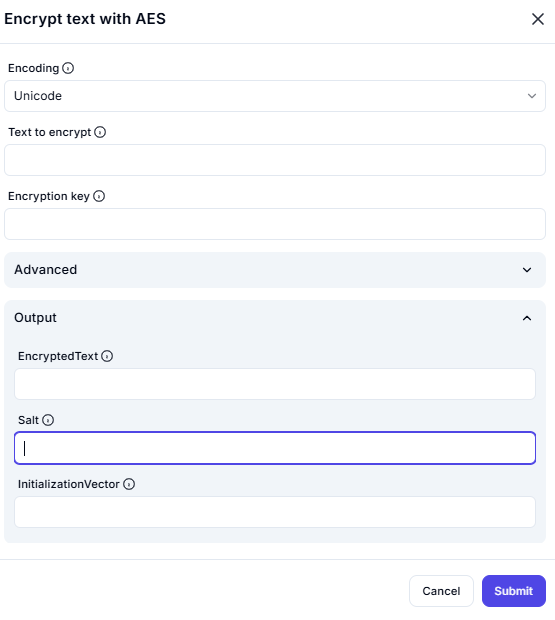 Encrypt text with AES
Encoding
Unicode
Text to encrypt
Encryption key
Advanced
Output
EncryptedText
Salt
InitializationVector
Cancel Submit